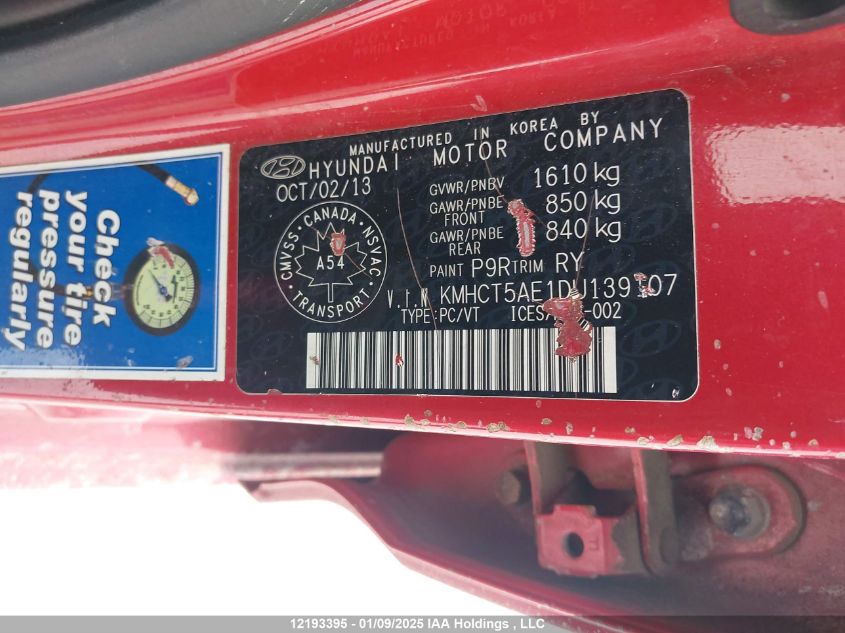 MANUFACTURED IN KOREA BY
HYUNDAI MOTOR COMPANY
OCT/02/13
GVWR/PNBV 1610 kg
GAWR/PNBE FRONT 850 kg
GAWR/PNBE REAR 840 kg
PAINT P9R TRIM RY
V.I.N
TYPE:PC/VT
-002
CANADA
CMVSS
NSVAC
A54
TRANSPORT
Check
your tire
pressure
regularly
12193395 - 01/09/2025 IAA Holdings , LLC